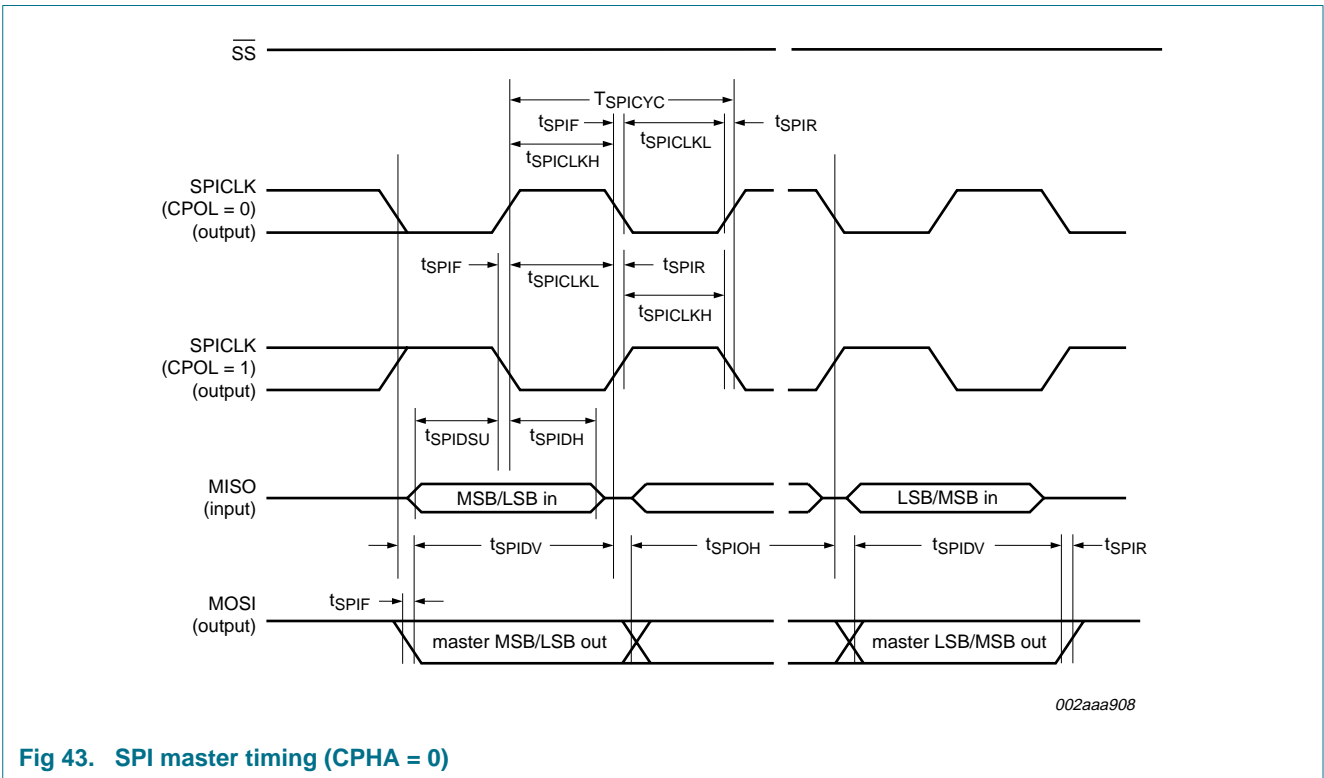 SS
TSPICYC
tSPIF
tSPICLKL
tSPIR
tSPICLKH
SPICLK
(CPOL = 0)
(output)
tSPIF
tSPICLKL
tSPIR
tSPICLKH
SPICLK
(CPOL = 1)
(output)
tSPIDSU
tSPIDH
MISO
(input)
MSB/LSB in
LSB/MSB in
tSPIDV
tSPIOH
tSPIDV
tSPIR
tSPIF
MOSI
(output)
master MSB/LSB out
master LSB/MSB out
002aaa908
Fig 43. SPI master timing (CPHA = 0)